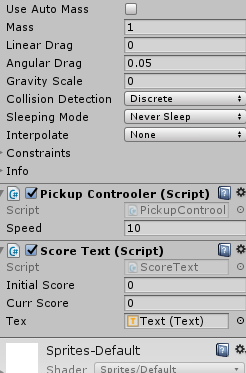 Use Auto Mass
Mass 1
Linear Drag 0
Angular Drag 0.05
Gravity Scale 0
Collision Detection Discrete
Sleeping Mode Never Sleep
Interpolate None
Constraints
Info
Pickup Controoler (Script)
Script PickupControol
Speed 10
Score Text (Script)
Script ScoreText
Initial Score 0
Curr Score 0
Tex Text (Text)
Sprites-Default
Shader Sprites/Default